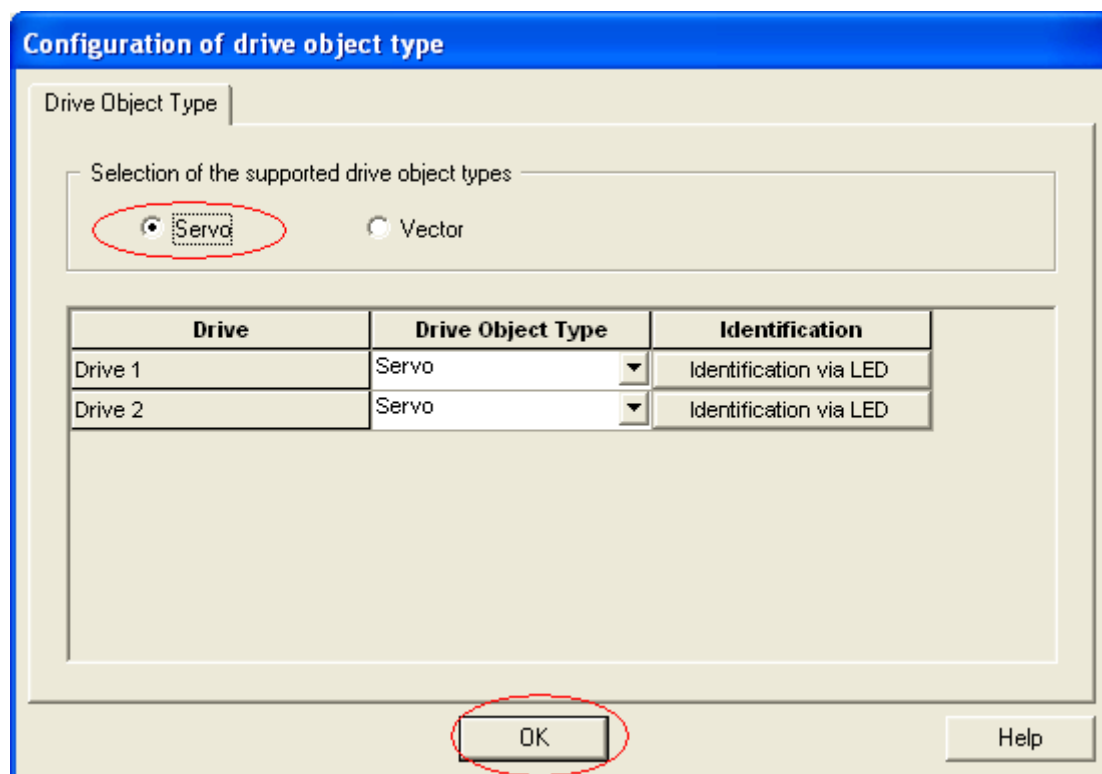 Configuration of drive object type
Drive Object Type
Selection of the supported drive object types
Servo Vector
Drive Drive Object Type Identification
Drive 1 Servo Identification via LED
Drive 2 Servo Identification via LED
OK Help